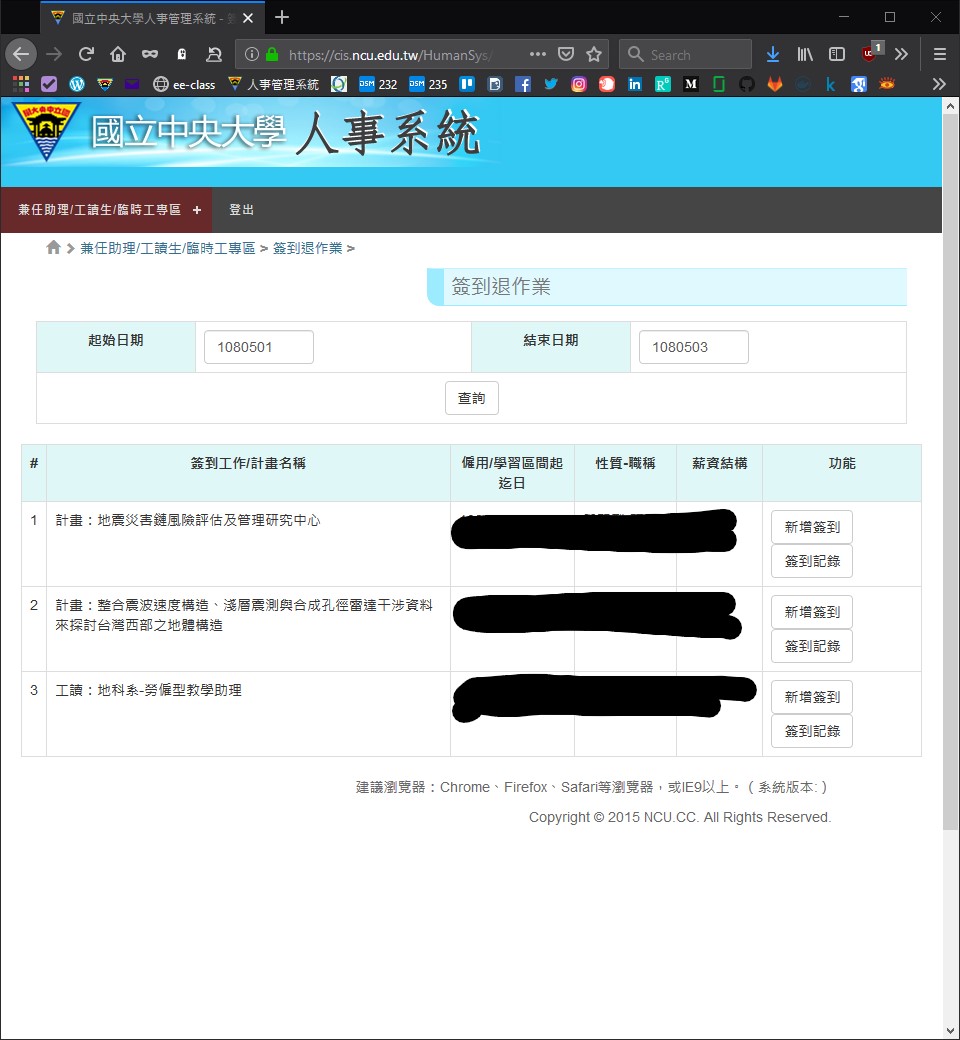 國立中央大學人事管理系統 -
https://cis.ncu.edu.tw/HumanSys/
Search
1
ee-class
人事管理系統
DSM 232
DSM 235
國立中央大學 人事系統
兼任助理/工讀生/臨時工專區 +
登出
兼任助理/工讀生/臨時工專區 > 簽到退作業 >
簽到退作業
起始日期 1080501 結束日期 1080503
查詢
# 簽到工作/計畫名稱 僱用/學習區間起 性質-職稱 薪資結構 功能
迄日
1 計畫：地震災害鏈風險評估及管理研究中心 新增簽到
簽到記錄
2 計畫：整合震波速度構造、淺層震測與合成孔徑雷達干涉資料 新增簽到
來探討台灣西部之地體構造
簽到記錄
3 工讀：地科系-勞僱型教學助理 新增簽到
簽到記錄
建議瀏覽器：Chrome、Firefox、Safari等瀏覽器，或IE9以上。( 系統版本: )
Copyright © 2015 NCU.CC. All Rights Reserved.